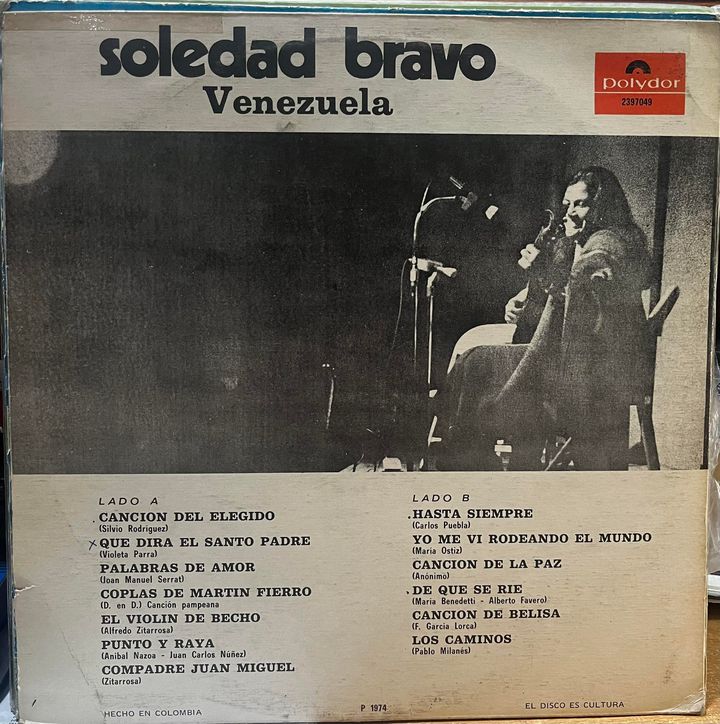 soledad bravo
Venezuela
Polydor
2397049
LADO A
CANCION DEL ELEGIDO
(Silvio Rodríguez)
QUE DIRA EL SANTO PADRE
(Violeta Parra)
PALABRAS DE AMOR
(Joan Manuel Serrat)
COPLAS DE MARTIN FIERRO
(D. en D.) Canción pampeana
EL VIOLIN DE BECHO
(Alfredo Zitarrosa)
PUNTO Y RAYA
(Anibal Nazoa - Juan Carlos Núñez)
COMPADRE JUAN MIGUEL
(Zitarrosa)
LADO B
HASTA SIEMPRE
(Carlos Puebla)
YO ME VI RODEANDO EL MUNDO
(María Ostiz)
CANCION DE LA PAZ
(Anónimo)
DE QUE SE RIE
(Maria Benedetti - Alberto Favero)
CANCION DE BELISA
(F. García Lorca)
LOS CAMINOS
(Pablo Milanés)
HECHO EN COLOMBIA
P 1974
EL DISCO ES CULTURA